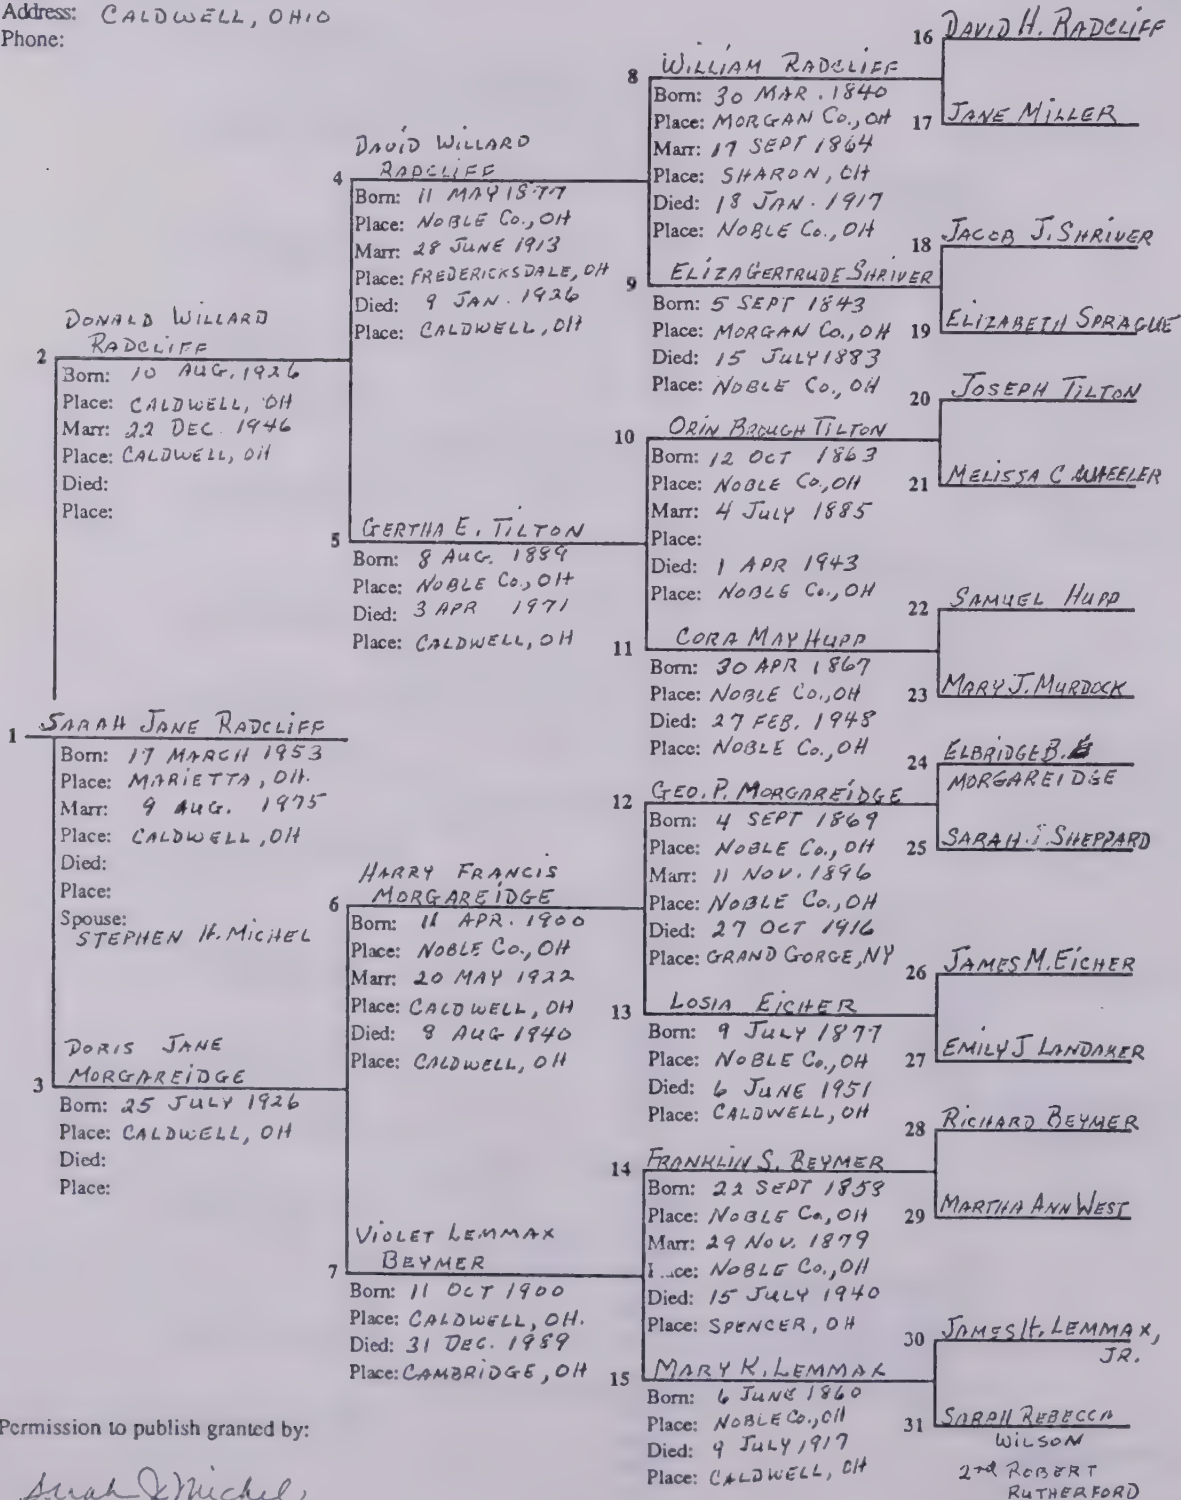 Address: CALDWELL, OHIO
Phone:
16 DAVID H. RADCLIFF
8 WILLIAM RADCLIFF
Born: 30 MAR. 1840
Place: MORGAN Co., OH
Marr: 17 SEPT 1864
Place: SHARON, OH
Died: 18 JAN. 1917
Place: NOBLE Co., OH
17 JANE MILLER
4 DAVID WILLARD
RADCLIFF
Born: 11 MAY 1877
Place: NOBLE Co., OH
Marr: 28 JUNE 1913
Place: FREDERICKSDALE, OH
Died: 9 JAN. 1926
Place: CALDWELL, OH
18 JACOB J. SHRIVER
9 ELIZA GERTRUDE SHRIVER
Born: 5 SEPT 1843
Place: MORGAN Co., OH
Died: 15 JULY 1883
Place: NOBLE Co., OH
19 ELIZABETH SPRAGUE
2 DONALD WILLARD
RADCLIFF
Born: 10 AUG. 1926
Place: CALDWELL, OH
Marr: 22 DEC. 1946
Place: CALDWELL, OH
Died:
Place:
20 JOSEPH TILTON
10 ORIN BROUGH TILTON
Born: 12 OCT 1863
Place: NOBLE Co., OH
Marr: 4 JULY 1885
Place:
Died: 1 APR 1943
Place: NOBLE Co., OH
21 MELISSA C WHEELER
5 GERTHA E. TILTON
Born: 8 AUG. 1889
Place: NOBLE Co., OH
Died: 3 APR 1971
Place: CALDWELL, OH
22 SAMUEL HUPP
11 CORA MAY HUPP
Born: 30 APR 1867
Place: NOBLE Co., OH
Died: 27 FEB. 1948
Place: NOBLE Co., OH
23 MARY J. MURDOCK
1 SARAH JANE RADCLIFF
Born: 17 MARCH 1953
Place: MARIETTA, OH.
Marr: 9 AUG. 1975
Place: CALDWELL, OH
Died:
Place:
Spouse:
STEPHEN H. MICHEL
24 ELBRIDGE B.
MORGAREIDGE
12 GEO. P. MORGAREIDGE
Born: 4 SEPT 1869
Place: NOBLE Co., OH
Marr: 11 NOV. 1896
Place: NOBLE Co., OH
Died: 27 OCT 1916
Place: GRAND GORGE, NY
25 SARAH. I. SHEPPARD
6 HARRY FRANCIS
MORGAREIDGE
Born: 11 APR. 1900
Place: NOBLE Co., OH
Marr: 20 MAY 1922
Place: CALDWELL, OH
Died: 8 AUG 1940
Place: CALDWELL, OH
26 JAMES M. EICHER
13 LOSIA EICHER
Born: 9 JULY 1877
Place: NOBLE Co., OH
Died: 6 JUNE 1951
Place: CALDWELL, OH
27 EMILY J LANDAKER
3 DORIS JANE
MORGAREIDGE
Born: 25 JULY 1926
Place: CALDWELL, OH
Died:
Place:
28 RICHARD BEYMER
14 FRANKLIN S. BEYMER
Born: 22 SEPT 1858
Place: NOBLE Co., OH
Marr: 29 NOV. 1879
Place: NOBLE Co., OH
Died: 15 JULY 1940
Place: SPENCER, OH
29 MARTHA ANN WEST
7 VIOLET LEMMAX
BEYMER
Born: 11 OCT 1900
Place: CALDWELL, OH.
Died: 31 DEC. 1989
Place: CAMBRIDGE, OH
30 JAMES H. LEMMAX,
JR.
15 MARY K. LEMMAX
Born: 6 JUNE 1860
Place: NOBLE Co., OH
Died: 9 JULY 1917
Place: CALDWELL, OH
31 SARAH REBECCA
WILSON
2nd ROBERT
RUTHERFORD
Permission to publish granted by:
Sarah J. Michel,